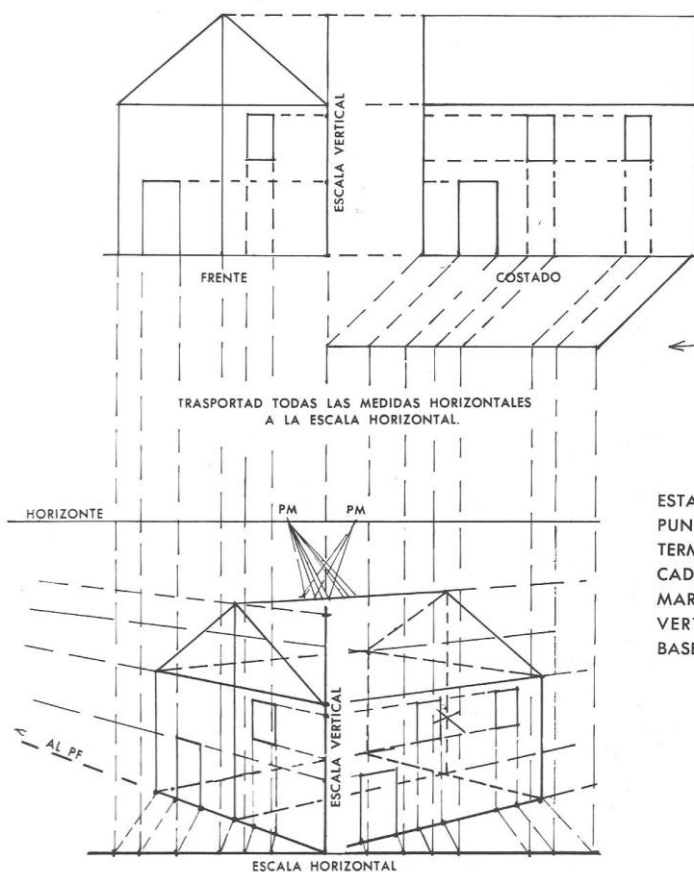 ESCALA VERTICAL
FRENTE
COSTADO
TRASPORTAD TODAS LAS MEDIDAS HORIZONTALES
A LA ESCALA HORIZONTAL.
HORIZONTE
PM
PM
ESTA
PUN
TERM
CAD
MAR
VERT
BASE
ESCALA VERTICAL
AL PF
ESCALA HORIZONTAL